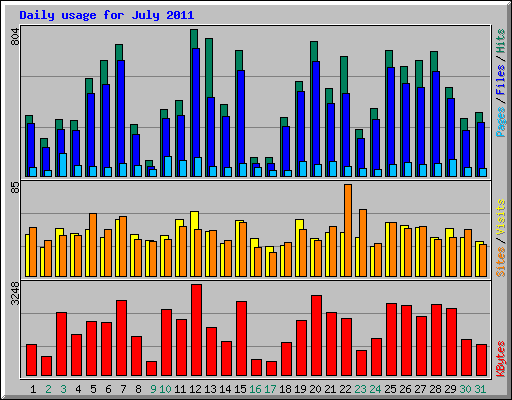 Daily usage for July 2011
804
Pages / Files / Hits
85
Sites / Visits
3248
KBytes
1 2 3 4 5 6 7 8 9 10 11 12 13 14 15 16 17 18 19 20 21 22 23 24 25 26 27 28 29 30 31